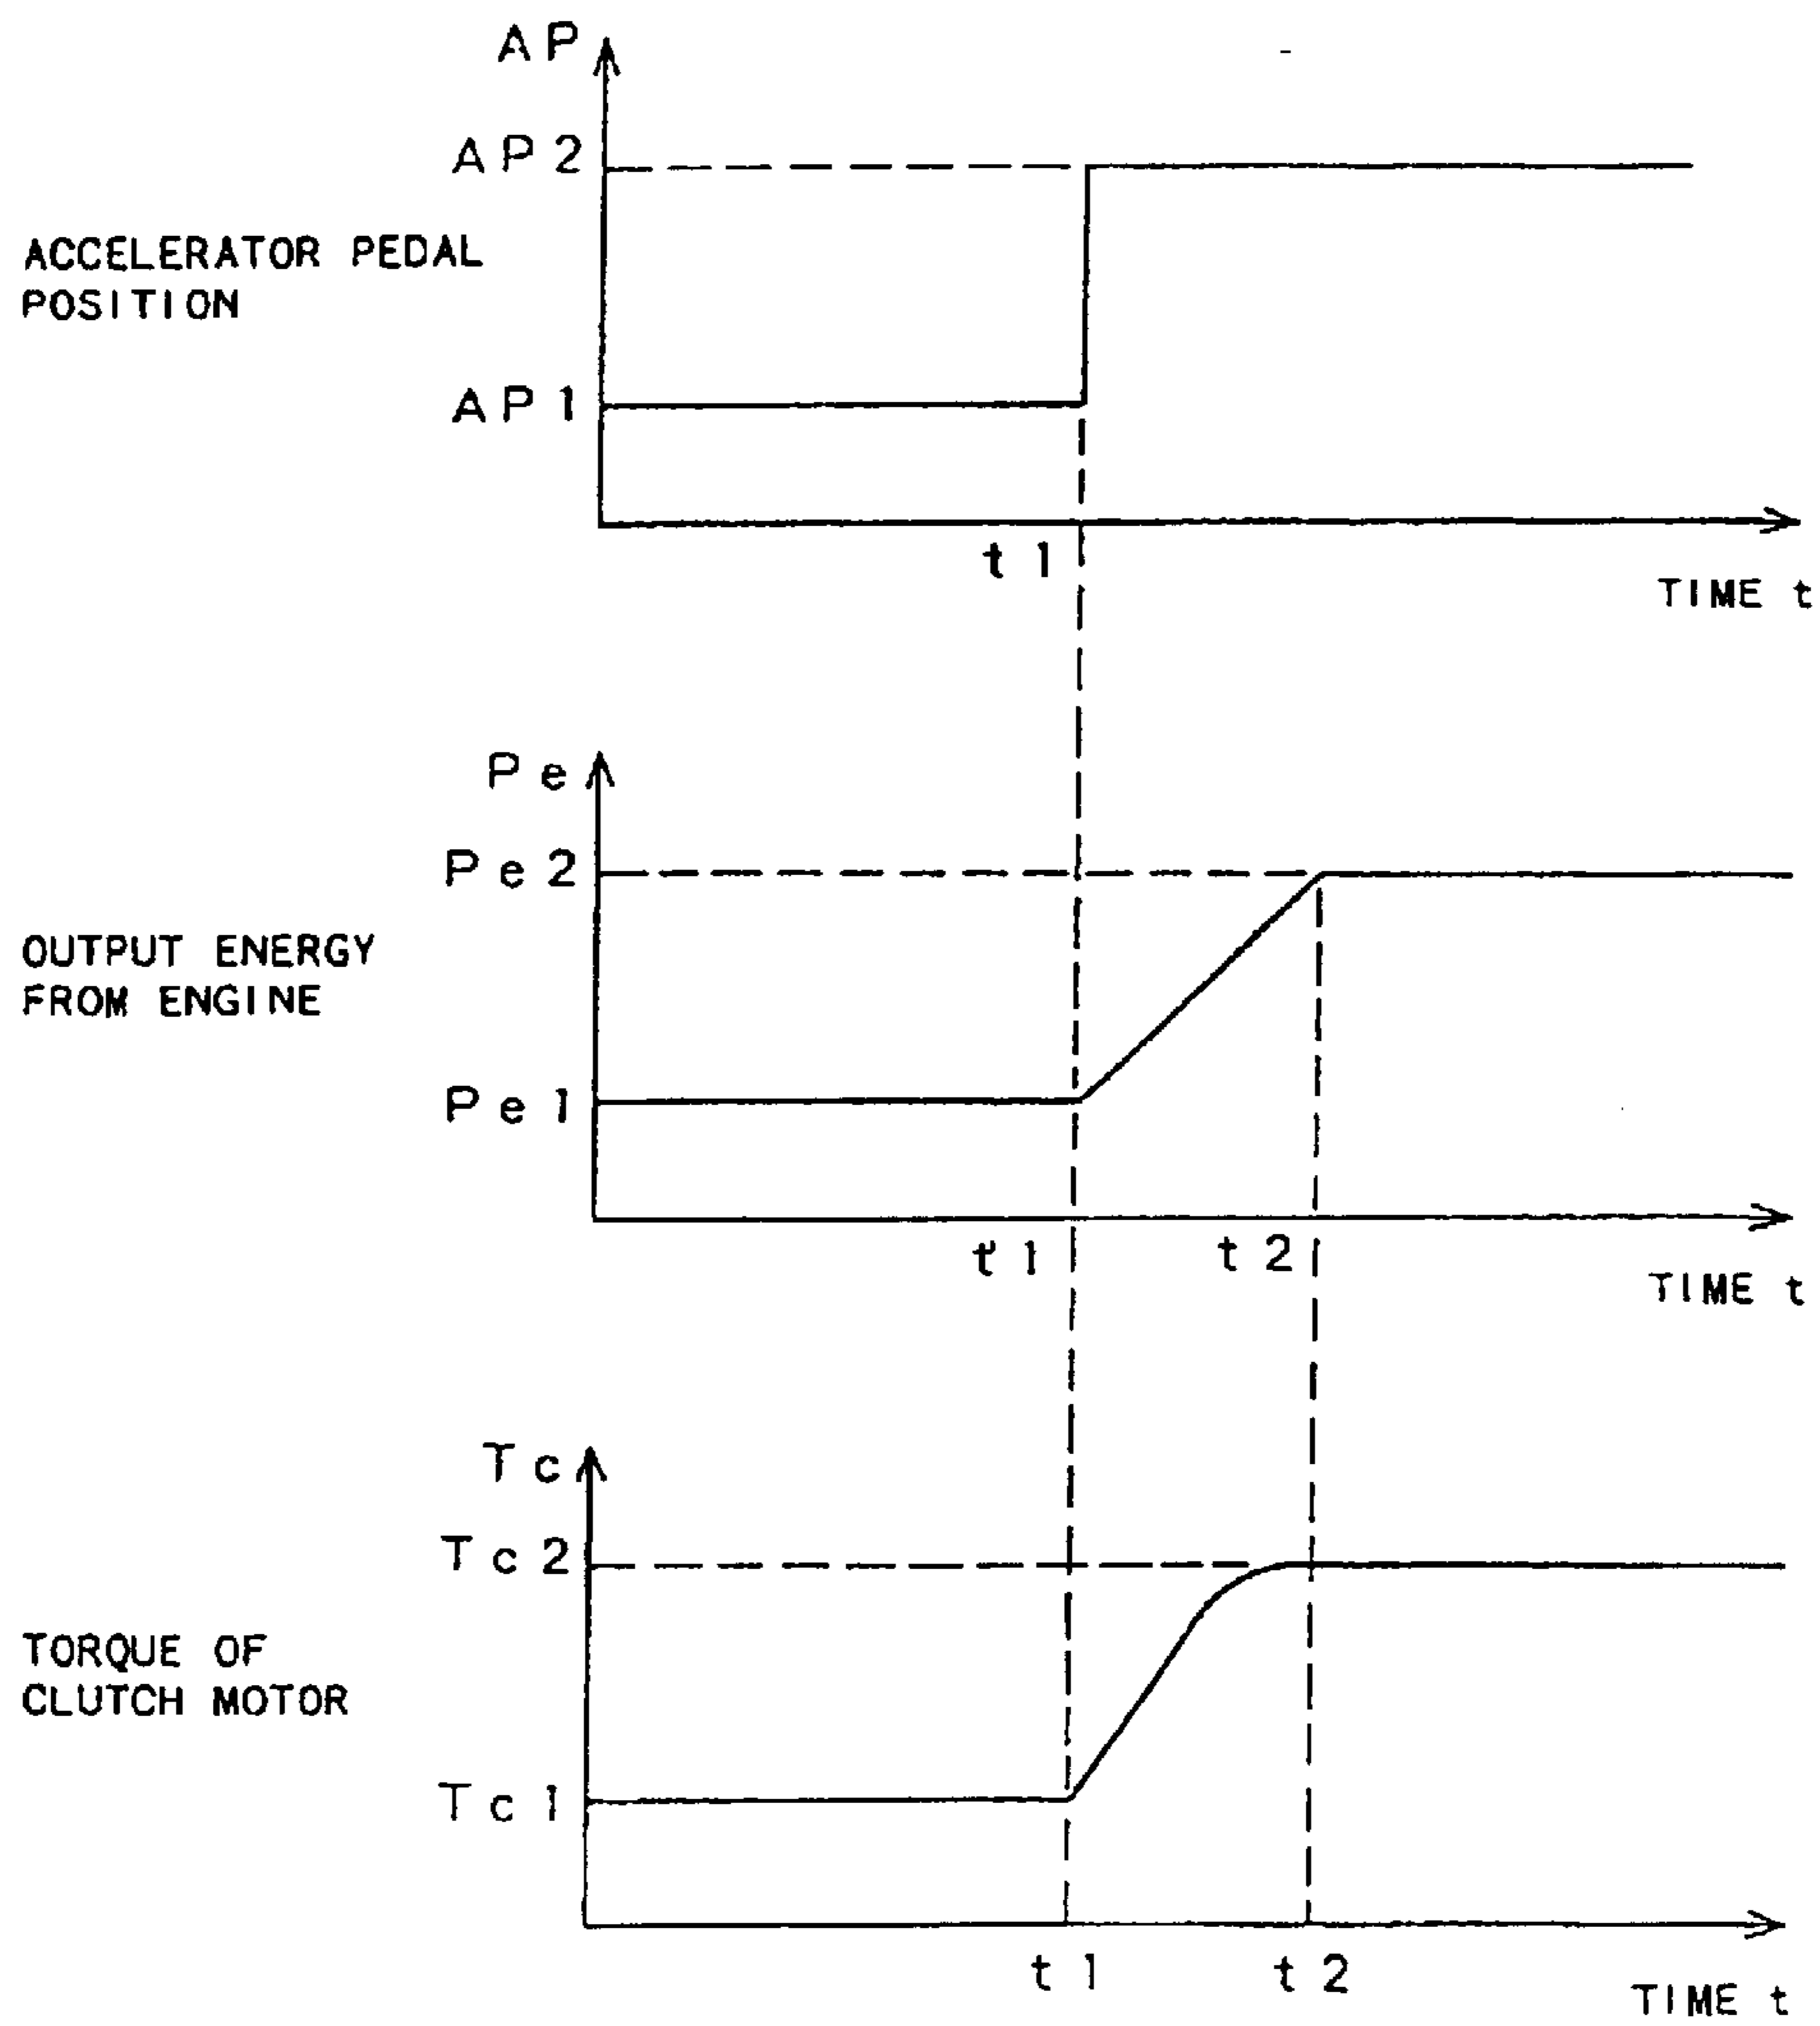 AP
AP2
ACCELERATOR PEDAL
POSITION
AP1
t1
TIME t
Pe
Pe2
OUTPUT ENERGY
FROM ENGINE
Pe1
t1
t2
TIME t
Tc
Tc2
TORQUE OF
CLUTCH MOTOR
Tc1
t1
t2
TIME t